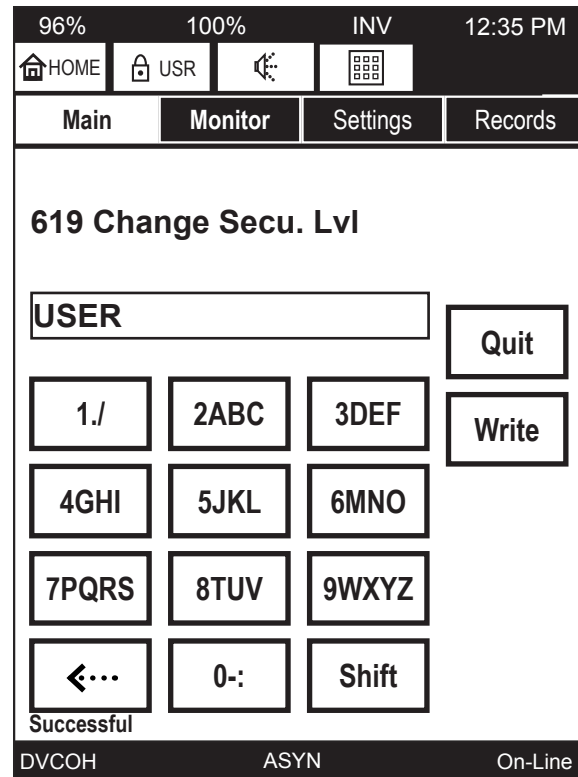 96% 100% INV 12:35 PM
HOME USR
Main Monitor Settings Records
619 Change Secu. Lvl
USER
Quit
1./ 2ABC 3DEF
Write
4GHI 5JKL 6MNO
7PQRS 8TUV 9WXYZ
0-: Shift
Successful
DVCOH ASYN On-Line